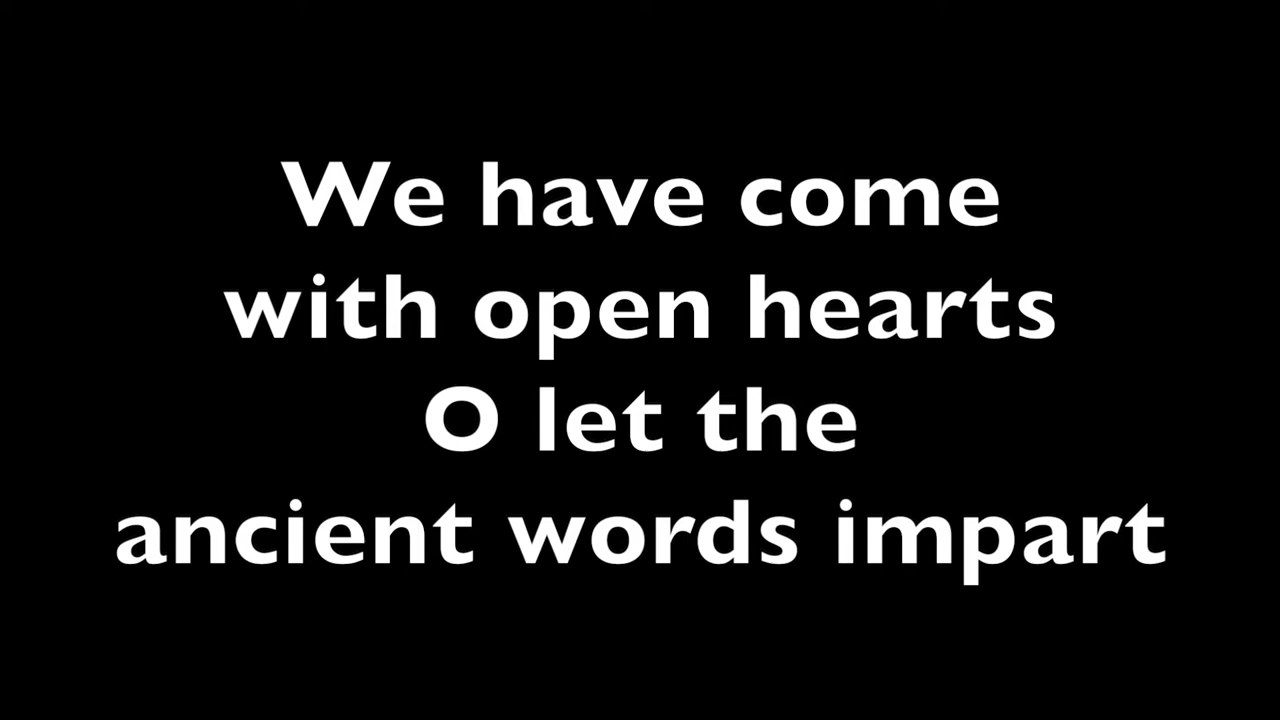 We have come
with open hearts
O let the
ancient words impart